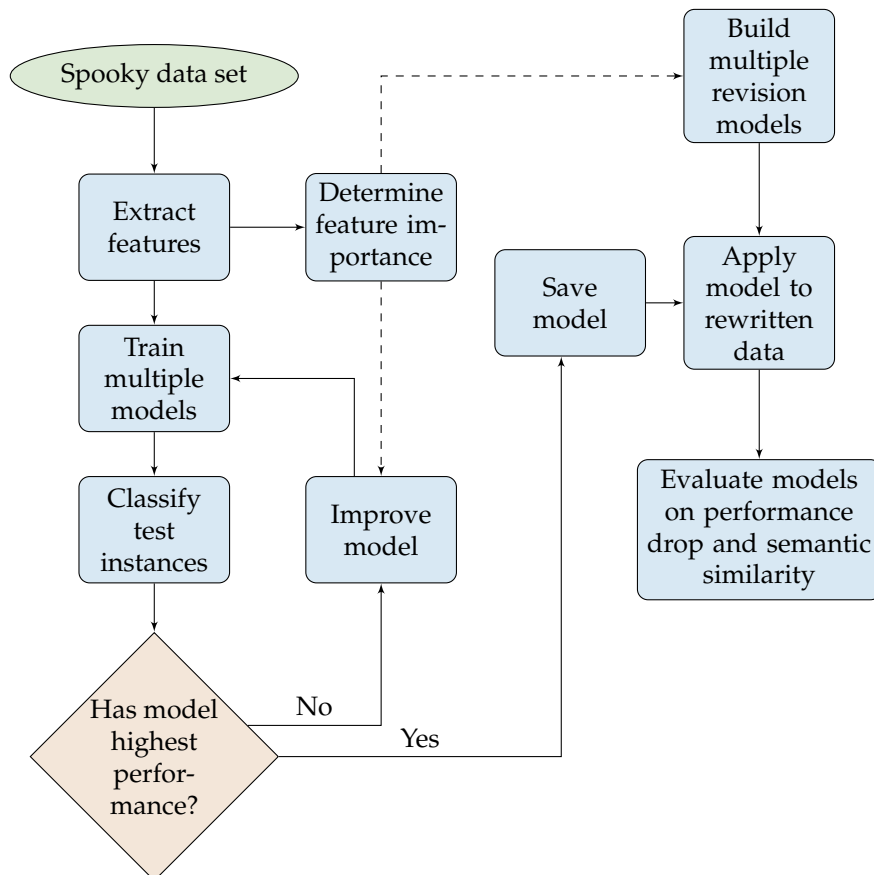 Spooky data set
Build
multiple
revision
models
Extract
features
Determine
feature im-
portance
Save
model
Apply
model to
rewritten
data
Train
multiple
models
Classify
test
instances
Improve
model
Evaluate models
on performance
drop and semantic
similarity
Has model
highest
perfor-
mance?
No
Yes